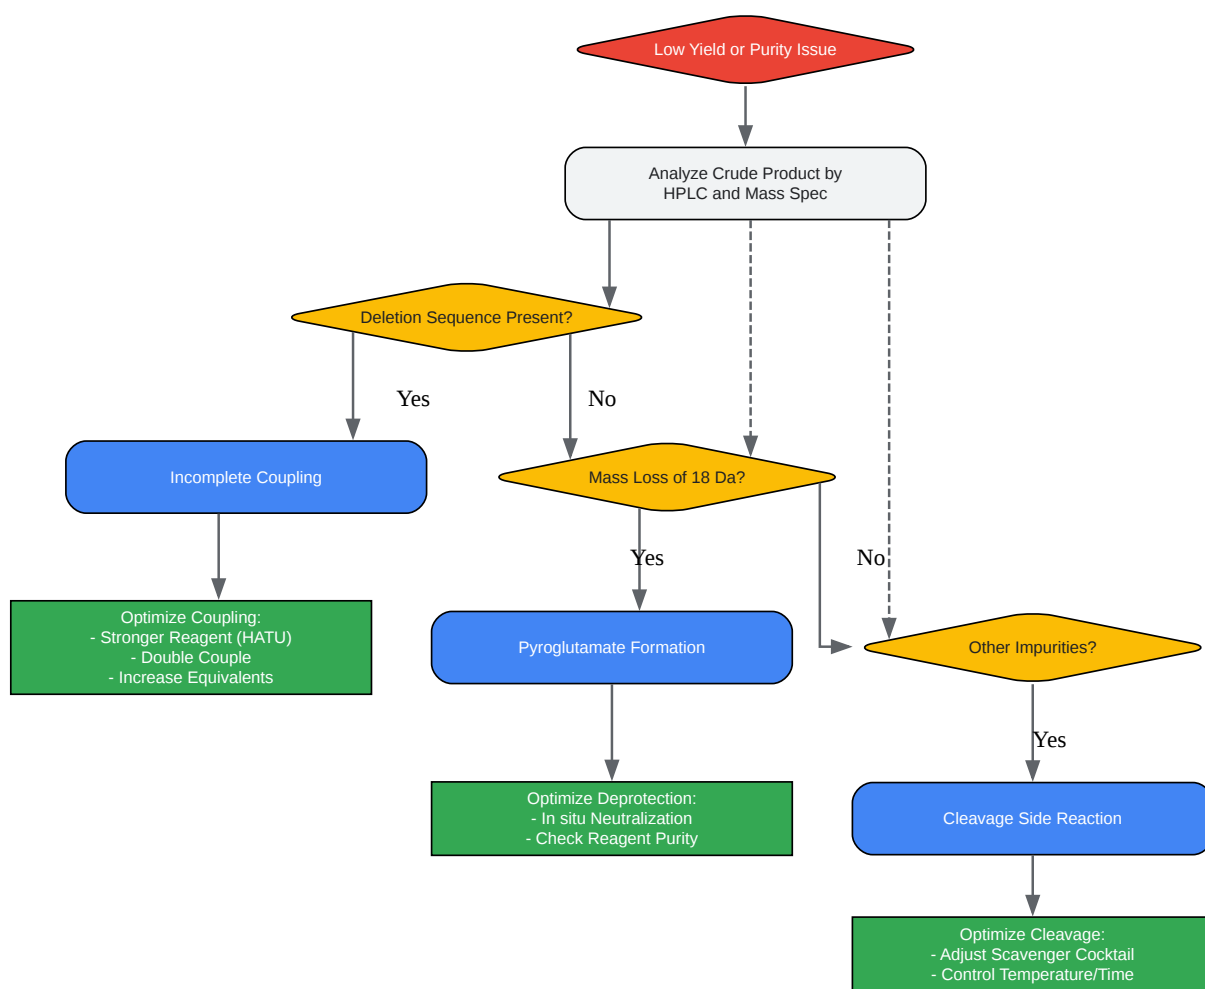 Low Yield or Purity Issue
Analyze Crude Product by
HPLC and Mass Spec
Deletion Sequence Present?
Yes
No
Incomplete Coupling
Mass Loss of 18 Da?
Yes
No
Optimize Coupling:
- Stronger Reagent (HATU)
- Double Couple
- Increase Equivalents
Pyroglutamate Formation
Other Impurities?
Yes
Optimize Deprotection:
- In situ Neutralization
- Check Reagent Purity
Cleavage Side Reaction
Optimize Cleavage:
- Adjust Scavenger Cocktail
- Control Temperature/Time